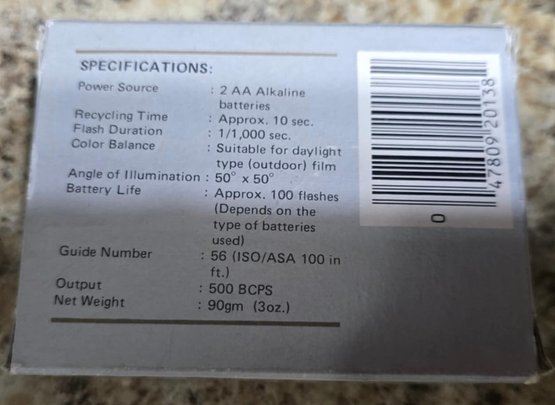 SPECIFICATIONS:
Power Source : 2 AA Alkaline
batteries
Recycling Time : Approx. 10 sec.
Flash Duration : 1/1,000 sec.
Color Balance : Suitable for daylight
type (outdoor) film
Angle of Illumination : 50° x 50°
Battery Life : Approx. 100 flashes
(Depends on the
type of batteries
used)
Guide Number : 56 (ISO/ASA 100 in
ft.)
Output : 500 BCPS
Net Weight : 90gm (3oz.)
0 47809 20138